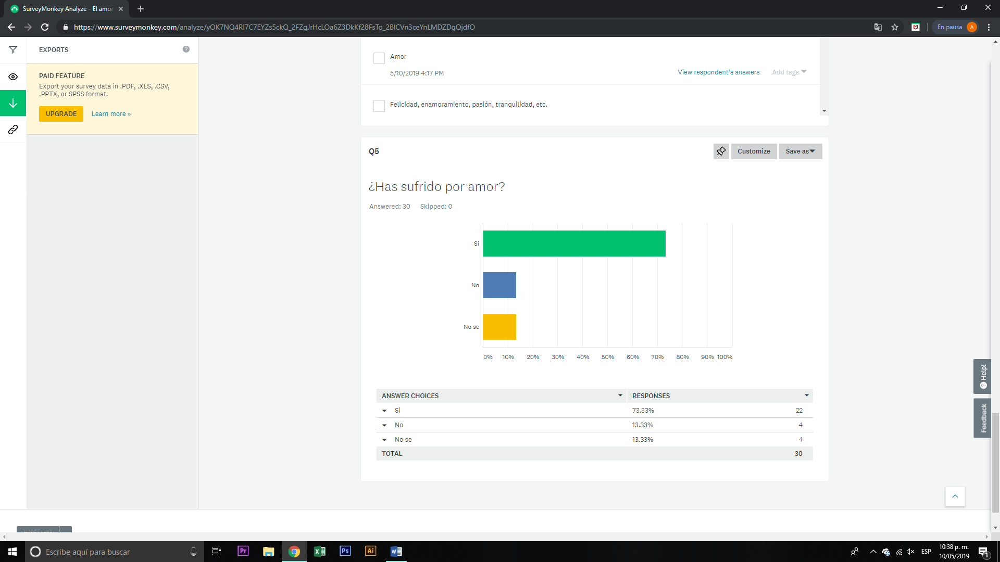 SurveyMonkey Analyze - El amor
https://www.surveymonkey.com/analyze/yOK7NQ4RI7C7EYZs5ckQ_2FZgJrHcLOa6Z3DkKf28FsTo_2BlCVn3ceYnLMDZDgQjdfO
En pausa
A
EXPORTS
?
PAID FEATURE
Export your survey data in .PDF, .XLS, .CSV,
.PPTX, or SPSS format.
UPGRADE
Learn more »
Amor
5/10/2019 4:17 PM
View respondent's answers
Add tags
Felicidad, enamoramiento, pasión, tranquilidad, etc.
Q5
Customize
Save as
¿Has sufrido por amor?
Answered: 30 Skipped: 0
Si
No
No se
0% 10% 20% 30% 40% 50% 60% 70% 80% 90% 100%
ANSWER CHOICES RESPONSES
Si 73.33% 22
No 13.33% 4
No se 13.33% 4
TOTAL 30
? Help!
Feedback
Escribe aquí para buscar
Pr
Ps
Ai
ESP
10:38 p. m.
10/05/2019
1